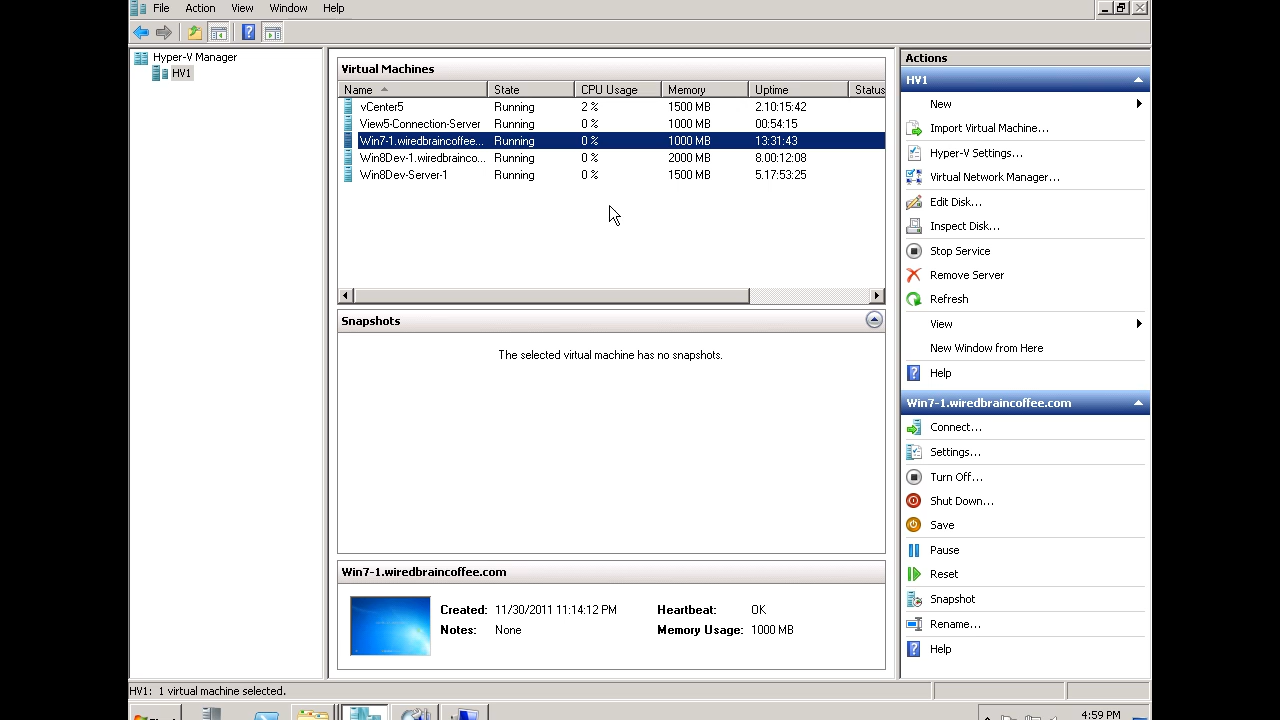 File Action View Window Help
Hyper-V Manager
HV1
Virtual Machines
Name State CPU Usage Memory Uptime Status
vCenter5 Running 2 % 1500 MB 2.10:15:42
View5-Connection-Server Running 0 % 1000 MB 00:54:15
Win7-1.wiredbraincoffee... Running 0 % 1000 MB 13:31:43
Win8Dev-1.wiredbrainco... Running 0 % 2000 MB 8.00:12:08
Win8Dev-Server-1 Running 0 % 1500 MB 5.17:53:25
Snapshots
The selected virtual machine has no snapshots.
Win7-1.wiredbraincoffee.com
Created: 11/30/2011 11:14:12 PM Heartbeat: OK
Notes: None Memory Usage: 1000 MB
Actions
HV1
New
Import Virtual Machine...
Hyper-V Settings...
Virtual Network Manager...
Edit Disk...
Inspect Disk...
Stop Service
Remove Server
Refresh
View
New Window from Here
Help
Win7-1.wiredbraincoffee.com
Connect...
Settings...
Turn Off...
Shut Down...
Save
Pause
Reset
Snapshot
Rename...
Help
HV1: 1 virtual machine selected.
4:59 PM